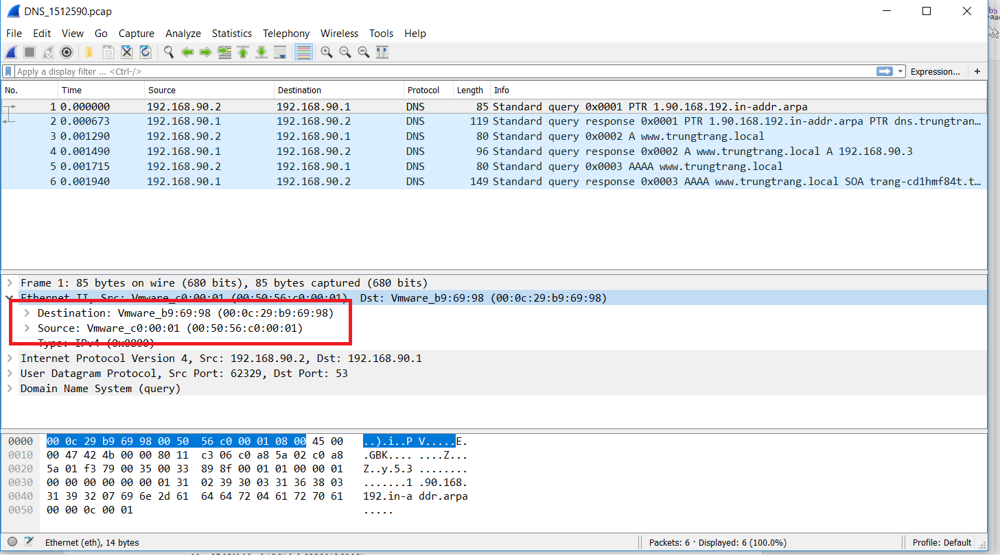 DNS_1512590.pcap
File Edit View Go Capture Analyze Statistics Telephony Wireless Tools Help
Apply a display filter ... <Ctrl-/> Expression... +
No. Time Source Destination Protocol Length Info
1 0.000000 192.168.90.2 192.168.90.1 DNS 85 Standard query 0x0001 PTR 1.90.168.192.in-addr.arpa
2 0.000673 192.168.90.1 192.168.90.2 DNS 119 Standard query response 0x0001 PTR 1.90.168.192.in-addr.arpa PTR dns.trungtran…
3 0.001290 192.168.90.2 192.168.90.1 DNS 80 Standard query 0x0002 A www.trungtrang.local
4 0.001490 192.168.90.1 192.168.90.2 DNS 96 Standard query response 0x0002 A www.trungtrang.local A 192.168.90.3
5 0.001715 192.168.90.2 192.168.90.1 DNS 80 Standard query 0x0003 AAAA www.trungtrang.local
6 0.001940 192.168.90.1 192.168.90.2 DNS 149 Standard query response 0x0003 AAAA www.trungtrang.local SOA trang-cd1hmf84t.t…
Frame 1: 85 bytes on wire (680 bits), 85 bytes captured (680 bits)
Ethernet II, Src: Vmware_c0:00:01 (00:50:56:c0:00:01), Dst: Vmware_b9:69:98 (00:0c:29:b9:69:98)
Destination: Vmware_b9:69:98 (00:0c:29:b9:69:98)
Source: Vmware_c0:00:01 (00:50:56:c0:00:01)
Type: IPv4 (0x0800)
Internet Protocol Version 4, Src: 192.168.90.2, Dst: 192.168.90.1
User Datagram Protocol, Src Port: 62329, Dst Port: 53
Domain Name System (query)
0000 00 0c 29 b9 69 98 00 50 56 c0 00 01 08 00 45 00 ..).i..P V.....E.
0010 00 47 42 4b 00 00 80 11 c3 06 c0 a8 5a 02 c0 a8 .GBK.... ....Z...
0020 5a 01 f3 79 00 35 00 33 89 8f 00 01 01 00 00 01 Z..y.5.3 ........
0030 00 00 00 00 00 00 01 31 02 39 30 03 31 36 38 03 .......1 .90.168.
0040 31 39 32 07 69 6e 2d 61 64 64 72 04 61 72 70 61 192.in-a ddr.arpa
0050 00 00 0c 00 01 .....
Ethernet (eth), 14 bytes Packets: 6 · Displayed: 6 (100.0%) Profile: Default